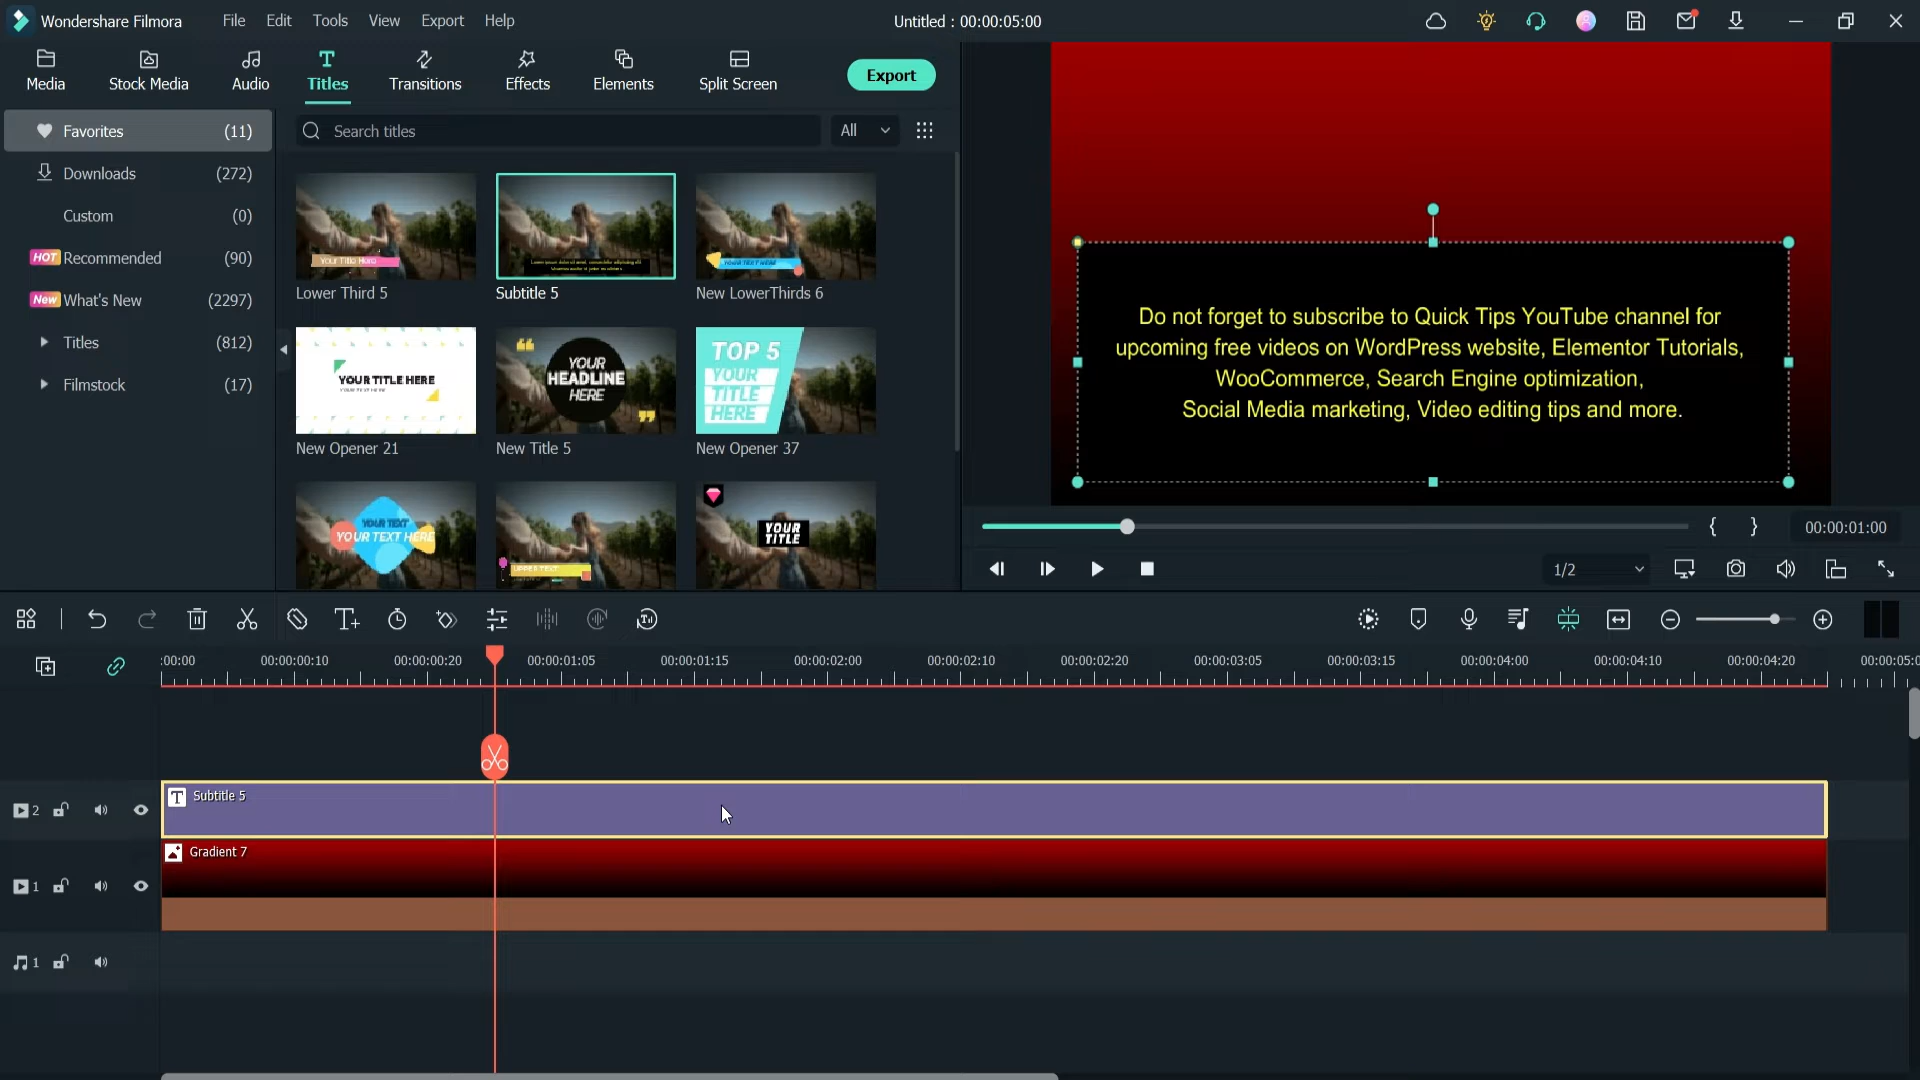 Wondershare Filmora
File Edit Tools View Export Help
Untitled : 00:00:05:00
Media
Stock Media
Audio
Titles
Transitions
Effects
Elements
Split Screen
Export
Favorites (11)
Downloads (272)
Custom (0)
HOT Recommended (90)
New What's New (2297)
Titles (812)
Filmstock (17)
Search titles
All
Your Title Here
Lower Third 5
Subtitle 5
YOUR TEXT HERE
New LowerThirds 6
YOUR TITLE HERE
YOUR TEXT HERE
New Opener 21
YOUR
HEADLINE
HERE
New Title 5
TOP 5
YOUR
TITLE
HERE
New Opener 37
YOUR TEXT
YOUR TEXT HERE
UPPER TEXT
YOUR
TITLE
Do not forget to subscribe to Quick Tips YouTube channel for
upcoming free videos on WordPress website, Elementor Tutorials,
WooCommerce, Search Engine optimization,
Social Media marketing, Video editing tips and more.
{ } 00:00:01:00
1/2
:00:00 00:00:00:10 00:00:00:20 00:00:01:05 00:00:01:15 00:00:02:00 00:00:02:10 00:00:02:20 00:00:03:05 00:00:03:15 00:00:04:00 00:00:04:10 00:00:04:20 00:00:05:0
2
Subtitle 5
Gradient 7
1
1